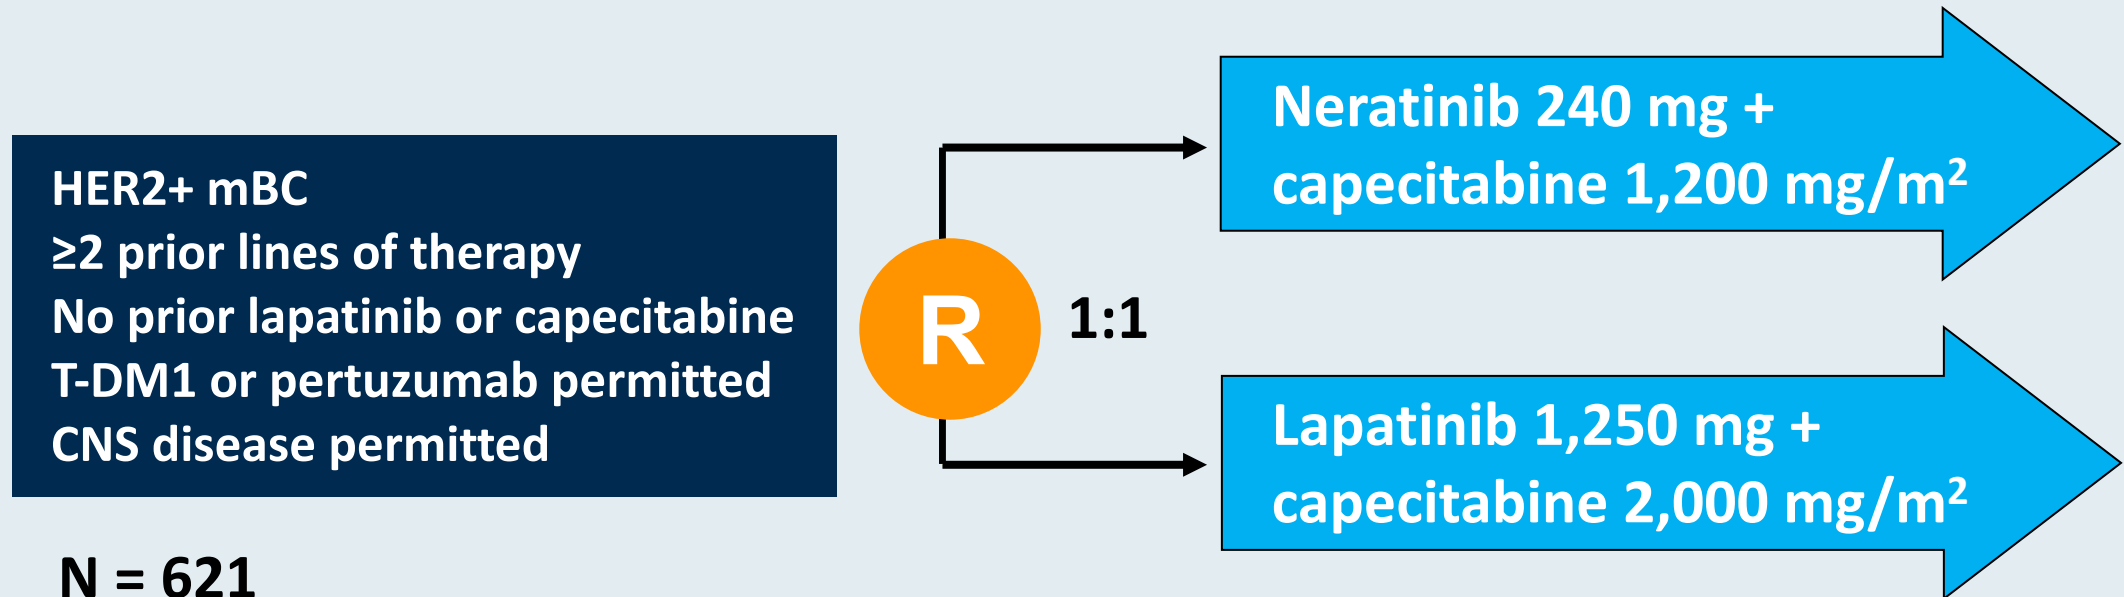 HER2+ mBC
≥2 prior lines of therapy
No prior lapatinib or capecitabine
T-DM1 or pertuzumab permitted
CNS disease permitted
N = 621
R
1:1
Neratinib 240 mg +
capecitabine 1,200 mg/m²
Lapatinib 1,250 mg +
capecitabine 2,000 mg/m²